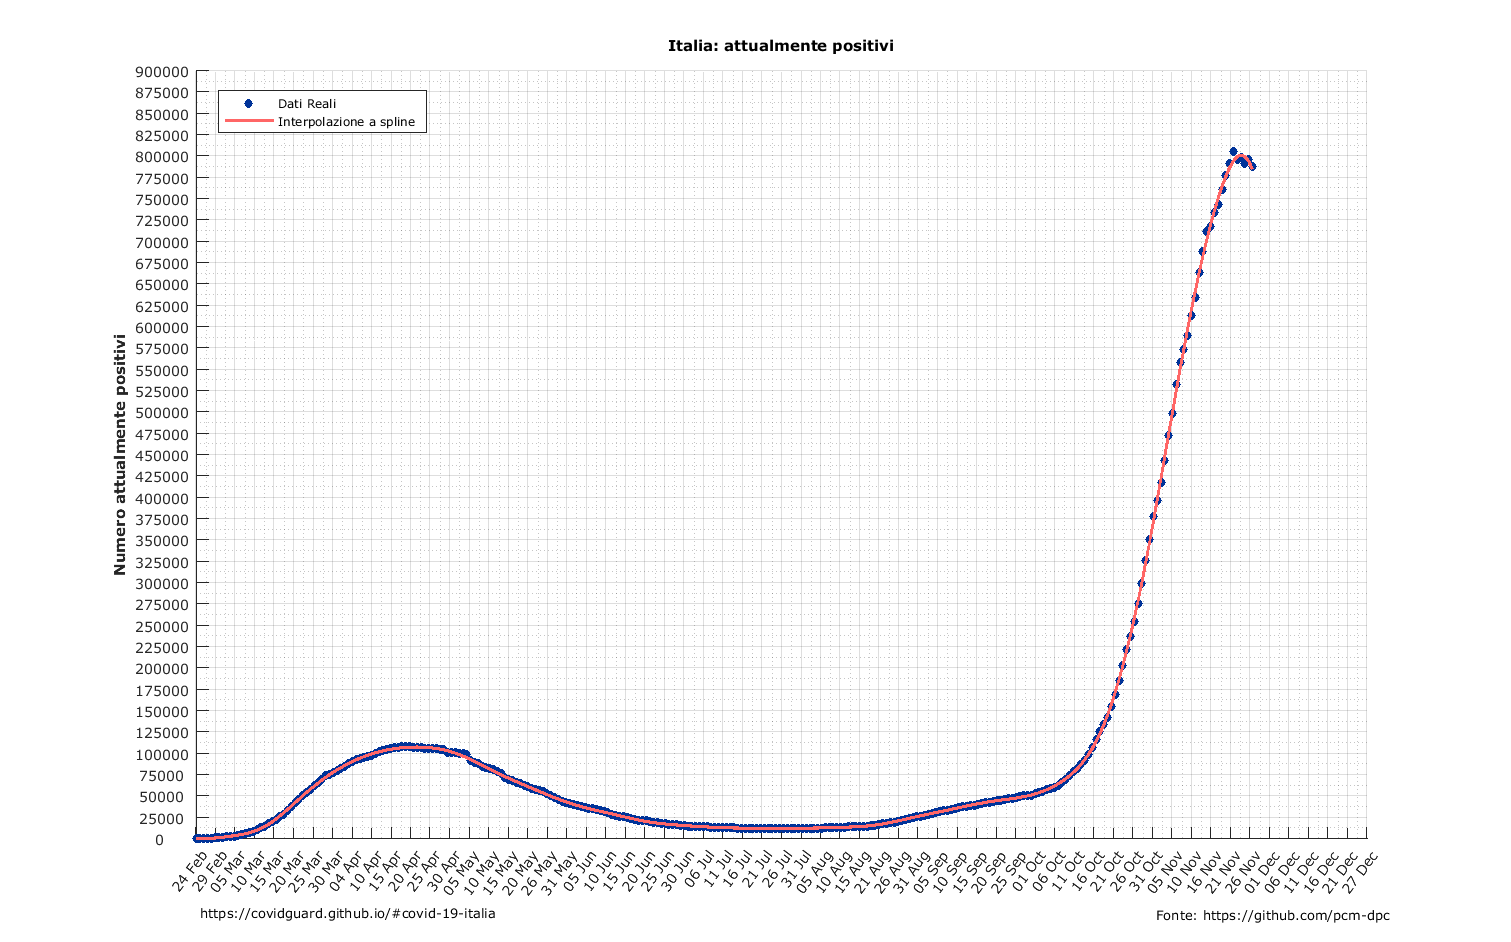 Italia: attualmente positivi
900000
875000
850000
825000
800000
775000
750000
725000
700000
675000
650000
625000
600000
575000
550000
525000
500000
475000
450000
425000
400000
375000
350000
325000
300000
275000
250000
225000
200000
175000
150000
125000
100000
75000
50000
25000
0
Numero attualmente positivi
Dati Reali
Interpolazione a spline
24 Feb
29 Feb
05 Mar
10 Mar
15 Mar
20 Mar
25 Mar
30 Mar
04 Apr
10 Apr
15 Apr
20 Apr
25 Apr
30 Apr
05 May
10 May
15 May
20 May
26 May
31 May
05 Jun
10 Jun
15 Jun
20 Jun
25 Jun
30 Jun
06 Jul
11 Jul
16 Jul
21 Jul
26 Jul
31 Jul
05 Aug
10 Aug
15 Aug
21 Aug
26 Aug
31 Aug
05 Sep
10 Sep
15 Sep
20 Sep
25 Sep
01 Oct
06 Oct
11 Oct
16 Oct
21 Oct
26 Oct
31 Oct
05 Nov
10 Nov
16 Nov
21 Nov
26 Nov
01 Dec
06 Dec
11 Dec
16 Dec
21 Dec
27 Dec
https://covidguard.github.io/#covid-19-italia
Fonte: https://github.com/pcm-dpc